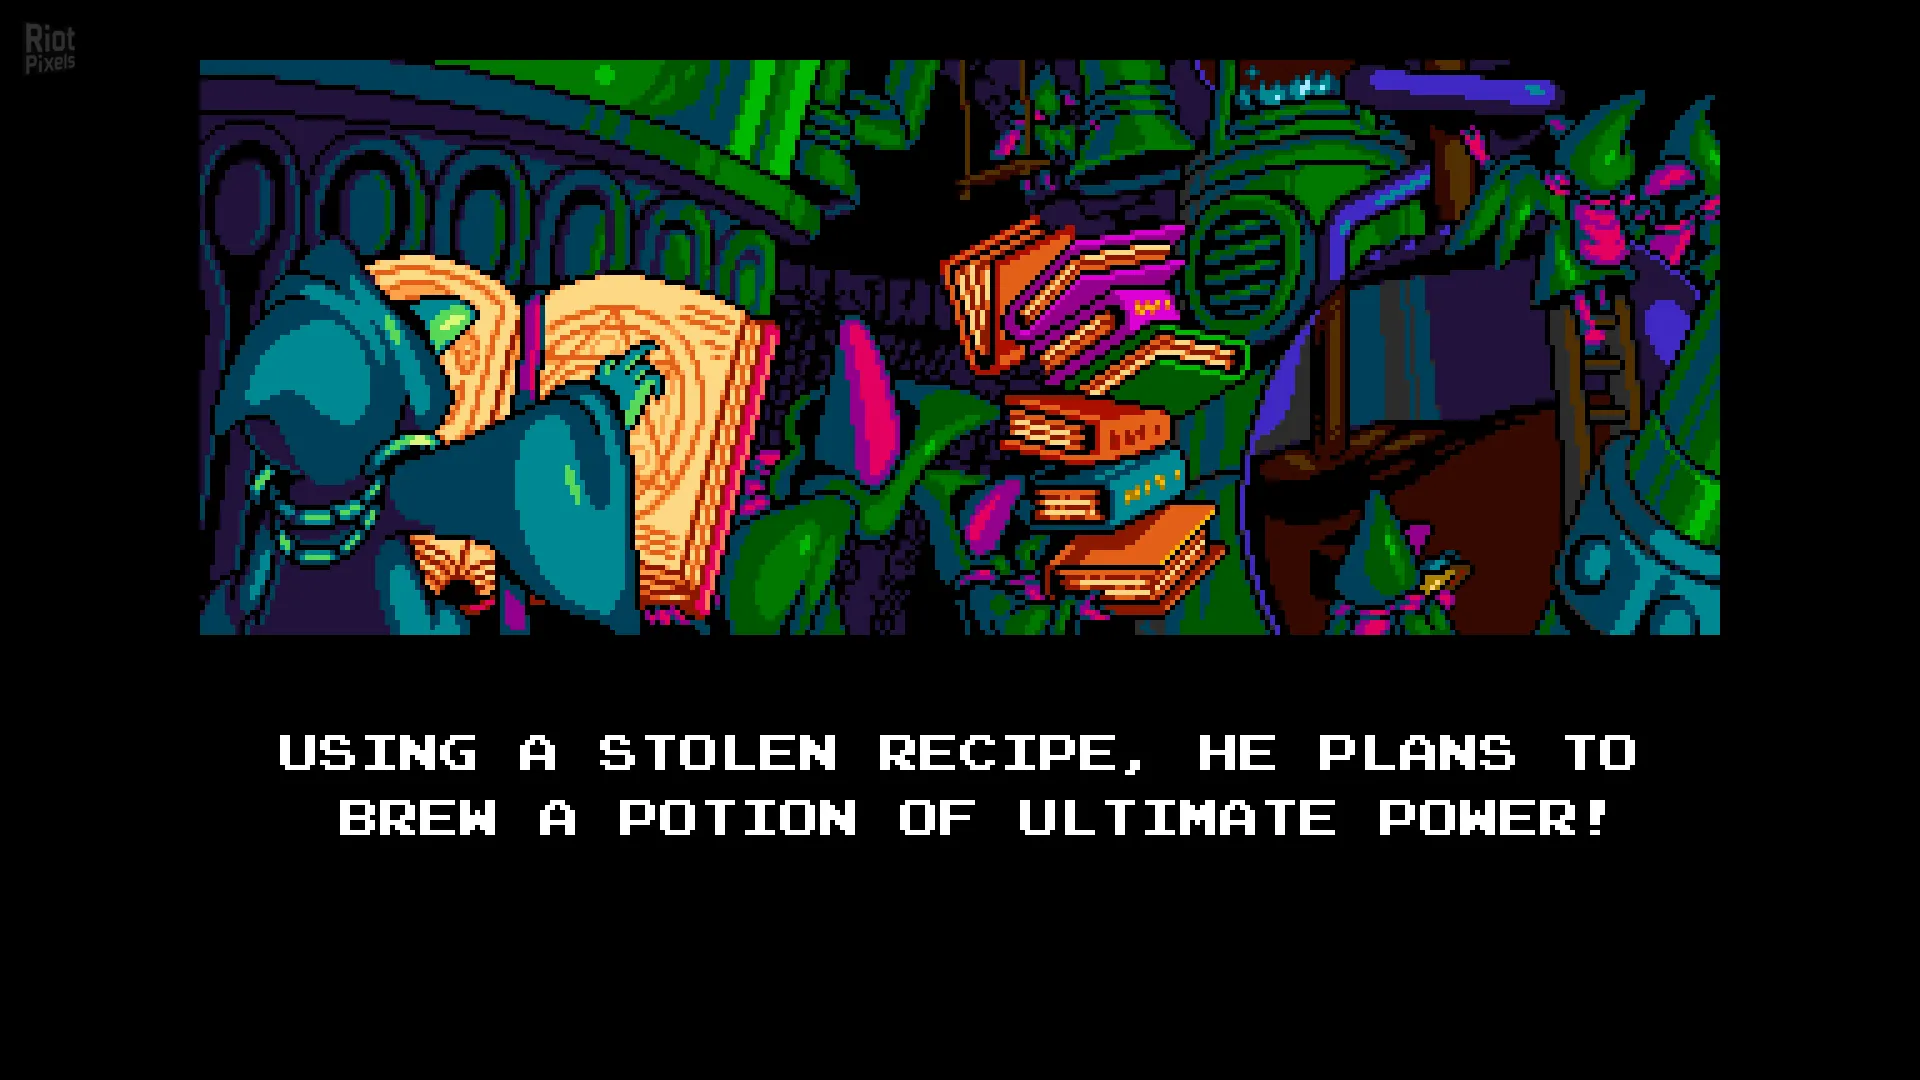 Riot
Pixels
USING A STOLEN RECIPE, HE PLANS TO
BREW A POTION OF ULTIMATE POWER!